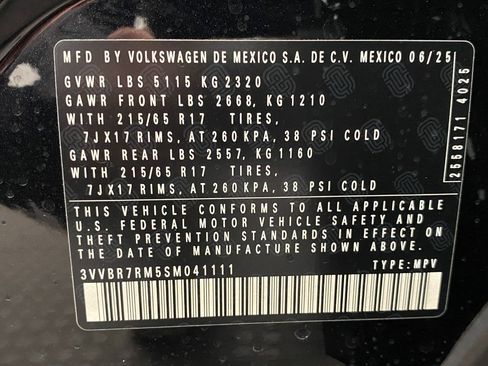 MFD BY VOLKSWAGEN DE MEXICO S.A. DE C.V. MEXICO 06/25
GVWR LBS 5115 KG 2320
GAWR FRONT LBS 2668, KG 1210
WITH 215/65 R17 TIRES,
7JX17 RIMS, AT 260 KPA, 38 PSI COLD
GAWR REAR LBS 2557, KG 1160
WITH 215/65 R17 TIRES,
7JX17 RIMS, AT 260 KPA, 38 PSI COLD
THIS VEHICLE CONFORMS TO ALL APPLICABLE
U.S. FEDERAL MOTOR VEHICLE SAFETY AND
THEFT PREVENTION STANDARDS IN EFFECT ON
DATE OF MANUFACTURE SHOWN ABOVE.
3VVBR7RM5SM041111 TYPE: MPV
2558171 4025